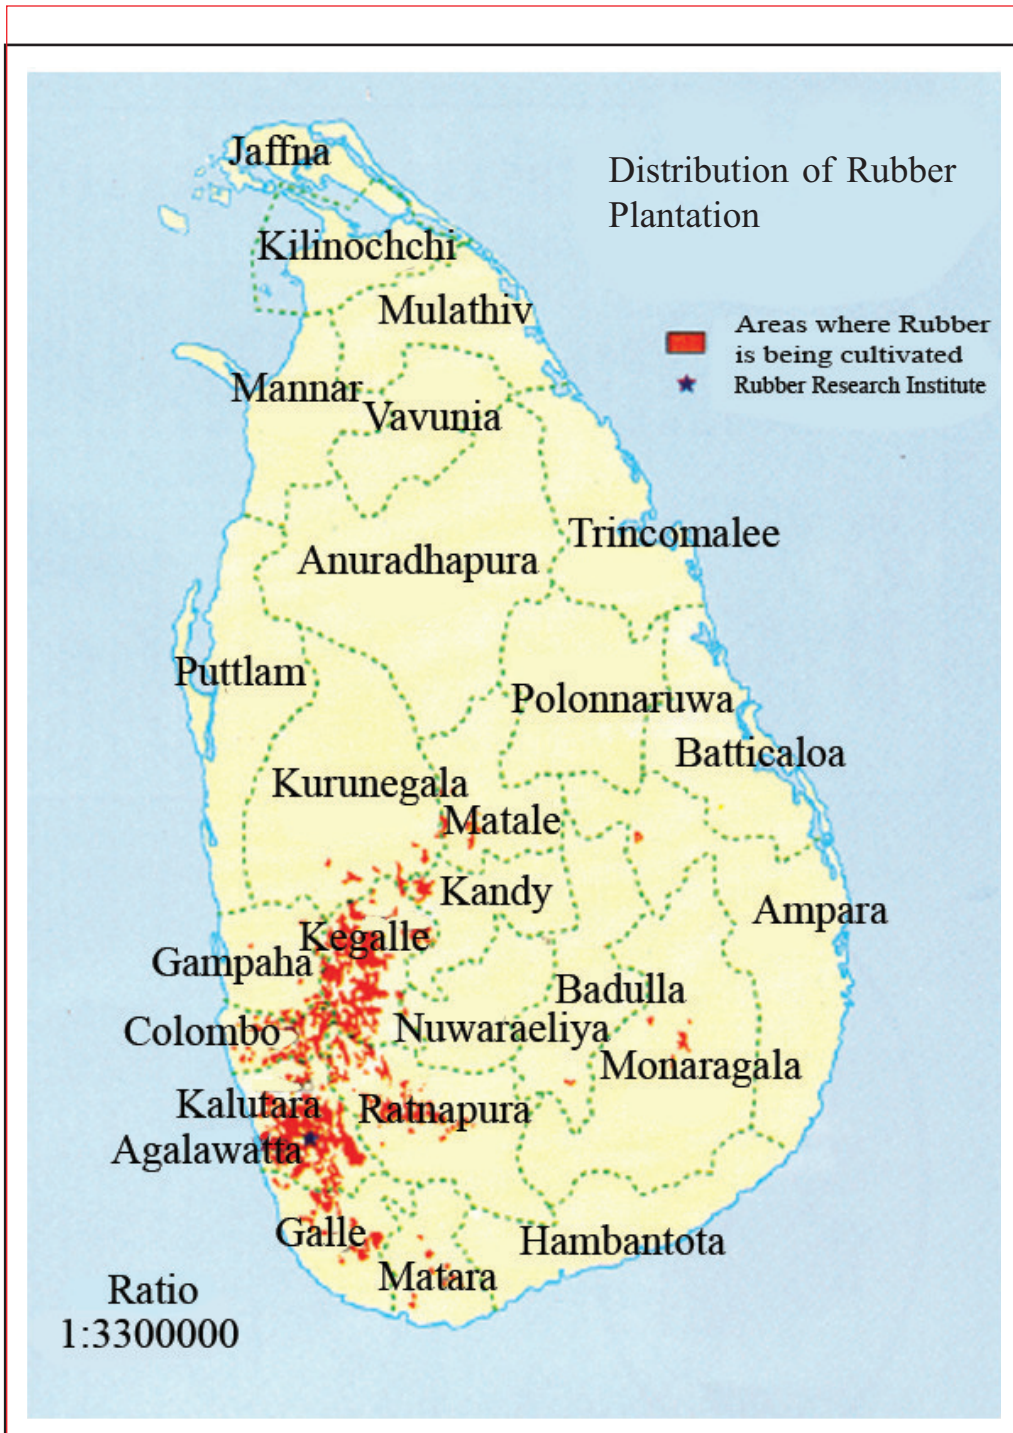 Distribution of Rubber
Plantation
Areas where Rubber
is being cultivated
Rubber Research Institute
Jaffna
Kilinochchi
Mulathiv
Mannar
Vavunia
Trincomalee
Anuradhapura
Puttlam
Polonnaruwa
Batticaloa
Kurunegala
Matale
Kandy
Ampara
Kegalle
Gampaha
Badulla
Colombo
Nuwaraeliya
Monaragala
Kalutara
Ratnapura
Agalawatta
Galle
Hambantota
Matara
Ratio
1:3300000